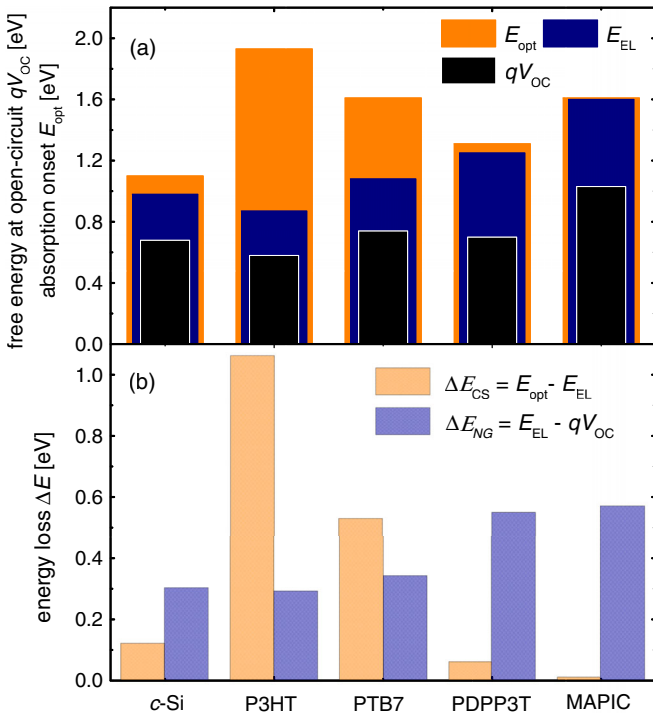 free energy at open-circuit qV_OC [eV]
absorption onset E_opt [eV]
(a)
E_opt E_EL
qV_OC
2.0
1.6
1.2
0.8
0.4
0.0
energy loss ΔE [eV]
(b)
ΔE_CS = E_opt - E_EL
ΔE_NG = E_EL - qV_OC
1.0
0.8
0.6
0.4
0.2
0.0
c-Si P3HT PTB7 PDPP3T MAPIC